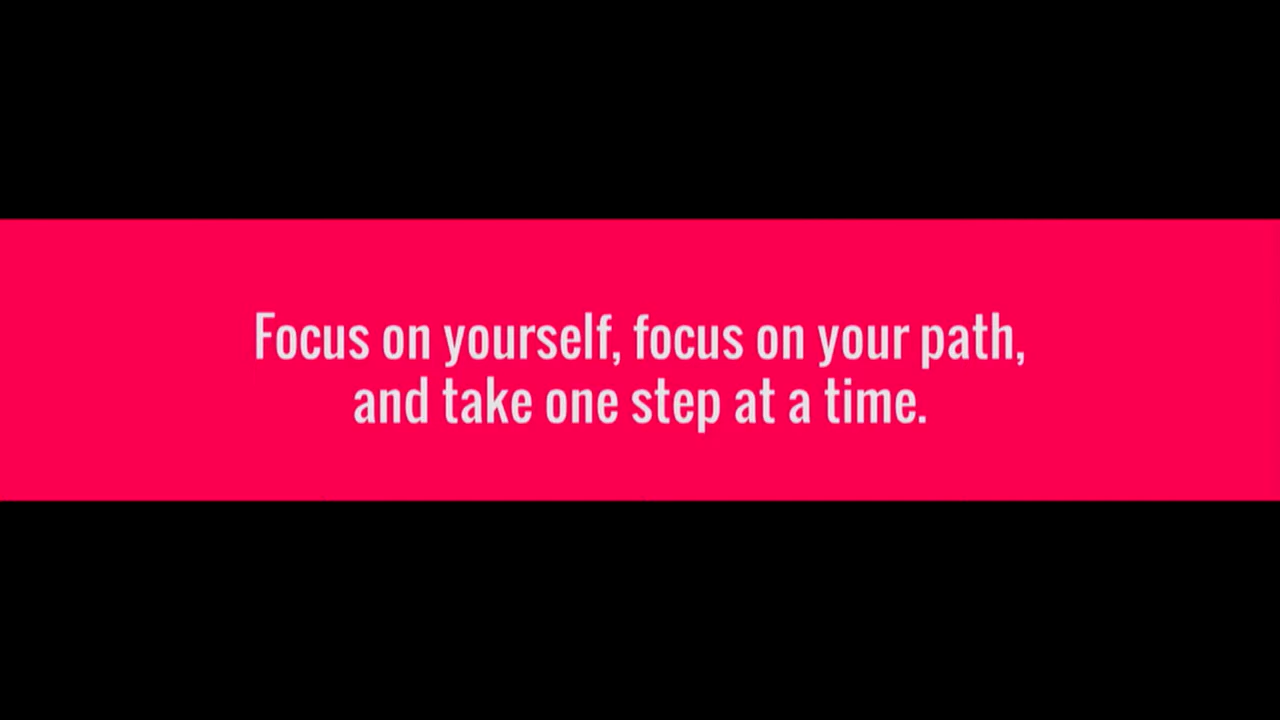 Focus on yourself, focus on your path,
and take one step at a time.